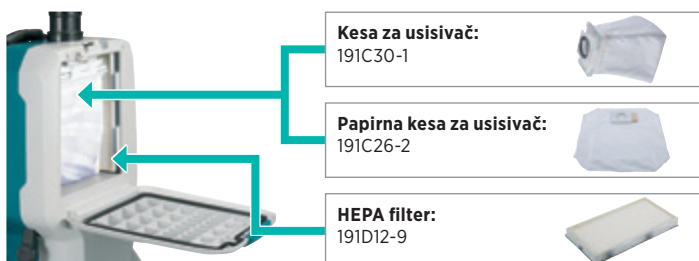 Kesa za usisivač:
191C30-1
Papirna kesa za usisivač:
191C26-2
HEPA filter:
191D12-9